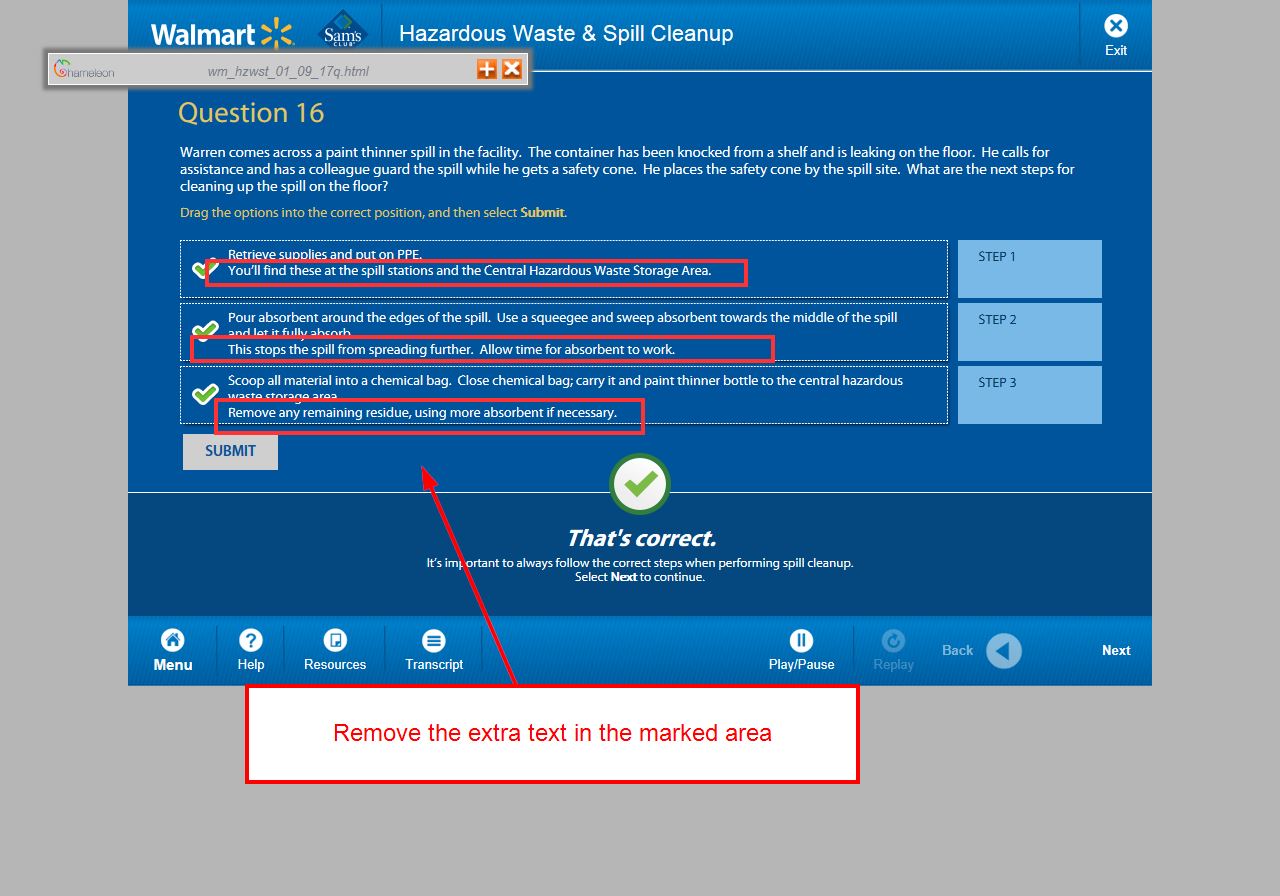 Walmart
Sam's
CLUB
Hazardous Waste & Spill Cleanup
Exit
Chameleon
wm_hzwst_01_09_17q.html
Question 16
Warren comes across a paint thinner spill in the facility.  The container has been knocked from a shelf and is leaking on the floor.  He calls for
assistance and has a colleague guard the spill while he gets a safety cone.  He places the safety cone by the spill site.  What are the next steps for
cleaning up the spill on the floor?
Drag the options into the correct position, and then select Submit.
Retrieve supplies and put on PPE.
You'll find these at the spill stations and the Central Hazardous Waste Storage Area.
STEP 1
Pour absorbent around the edges of the spill.  Use a squeegee and sweep absorbent towards the middle of the spill
and let it fully absorb.
This stops the spill from spreading further.  Allow time for absorbent to work.
STEP 2
Scoop all material into a chemical bag.  Close chemical bag; carry it and paint thinner bottle to the central hazardous
waste storage area.
Remove any remaining residue, using more absorbent if necessary.
STEP 3
SUBMIT
That's correct.
It's important to always follow the correct steps when performing spill cleanup.
Select Next to continue.
Menu
Help
Resources
Transcript
Play/Pause
Replay
Back
Next
Remove the extra text in the marked area